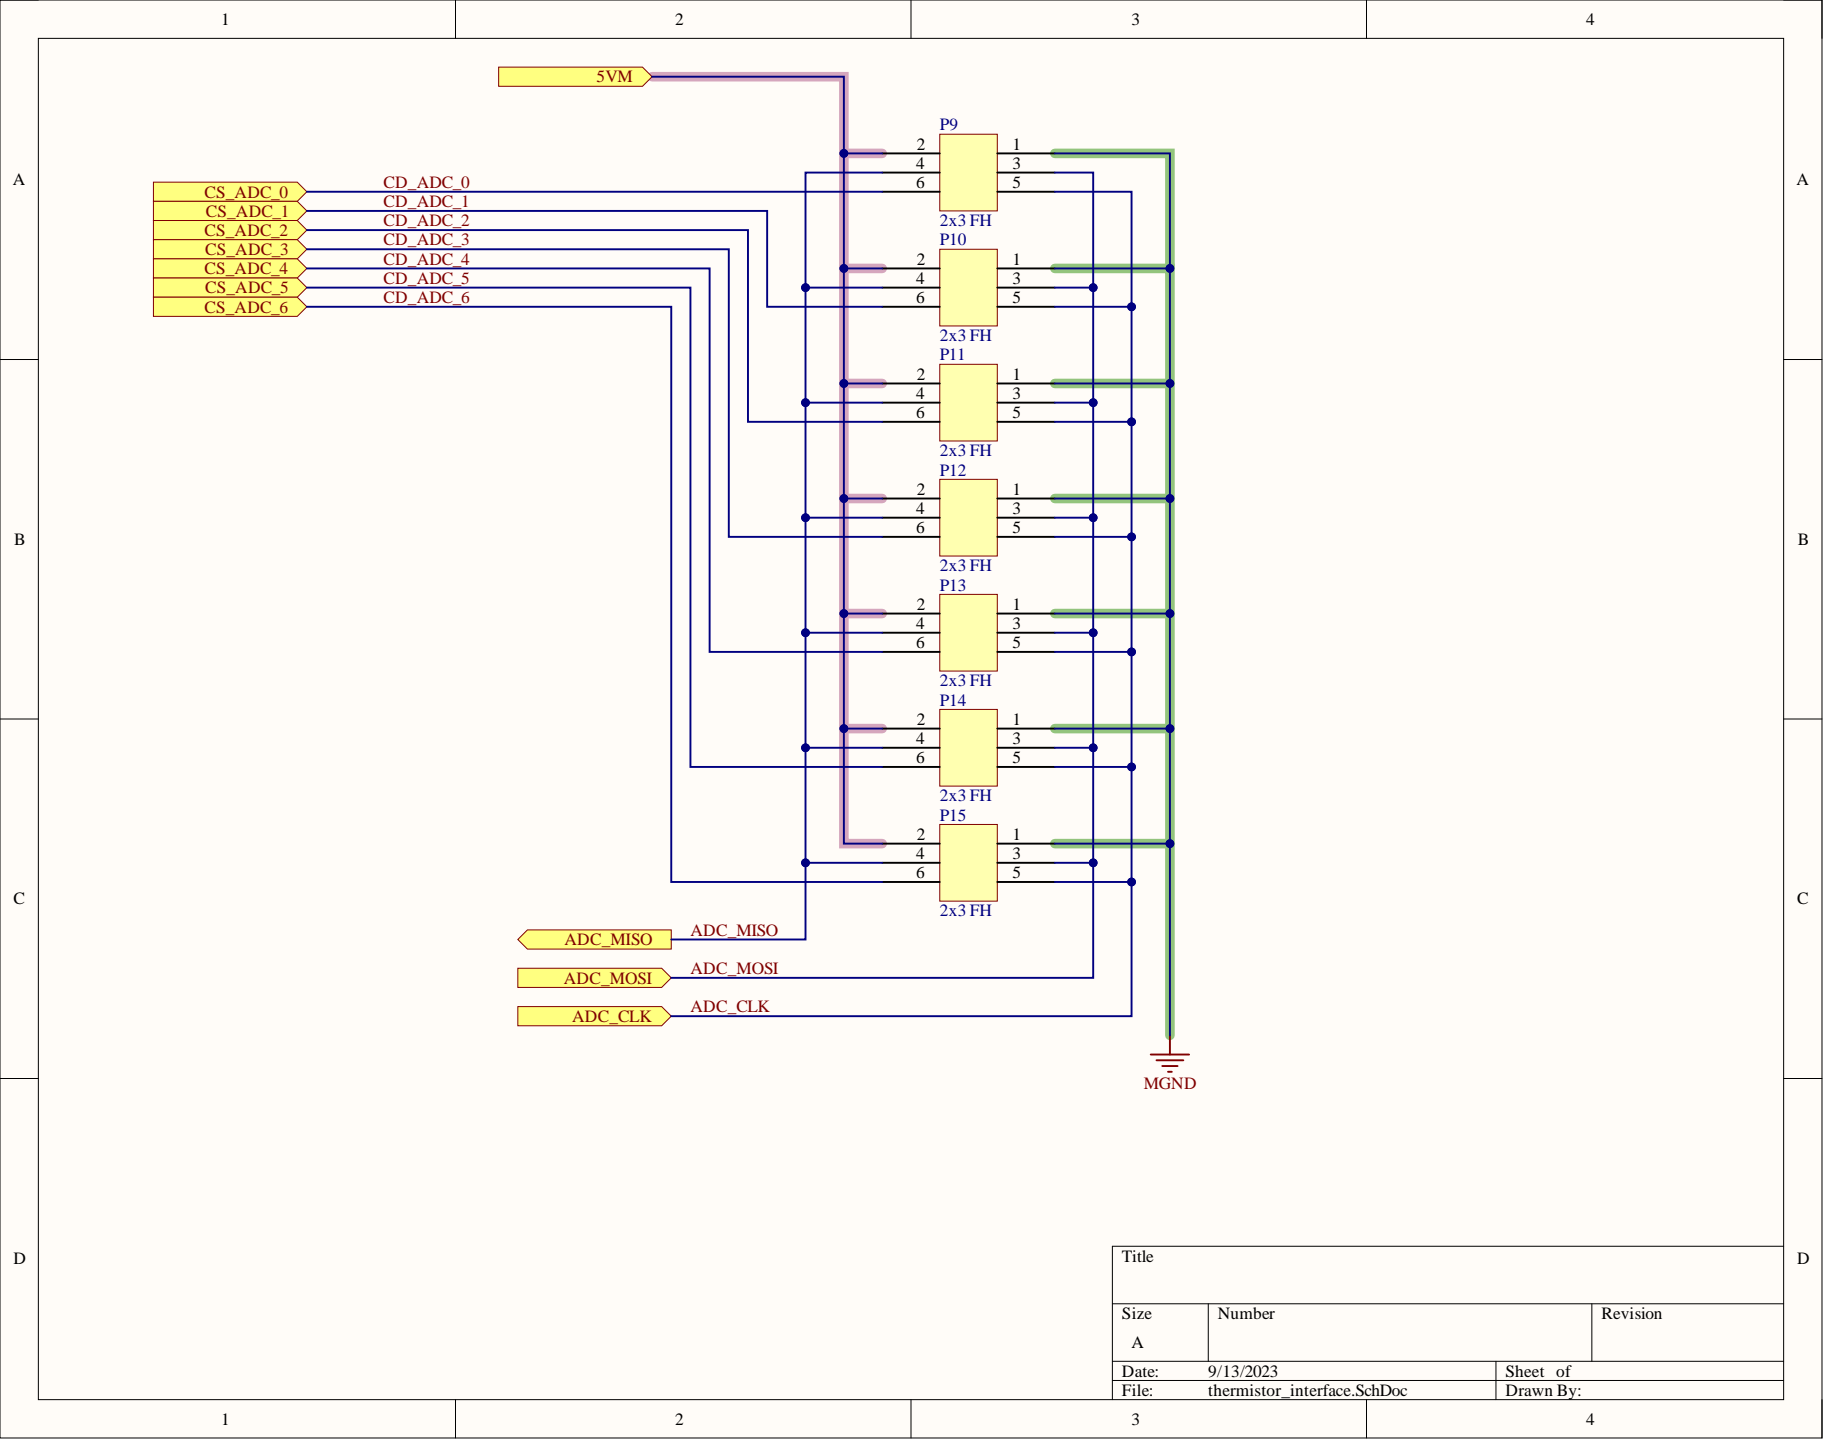 1 2 3 4
5VM
P9
2 1
A 4 3 A
CS_ADC_0 CD_ADC_0 6 5
CS_ADC_1 CD_ADC_1
2x3 FH
CS_ADC_2 CD_ADC_2
CS_ADC_3 CD_ADC_3
P10
CS_ADC_4 CD_ADC_4 2 1
CS_ADC_5 CD_ADC_5 4 3
CS_ADC_6 CD_ADC_6 6 5
2x3 FH
P11
2 1
4 3
6 5
2x3 FH
P12
2 1
4 3
6 5
B B
2x3 FH
P13
2 1
4 3
6 5
2x3 FH
P14
2 1
4 3
6 5
2x3 FH
P15
2 1
4 3
6 5
C C
2x3 FH
ADC_MISO ADC_MISO
ADC_MOSI ADC_MOSI
ADC_CLK ADC_CLK
MGND
D D
Title
Size Number Revision
A
Date: 9/13/2023 Sheet of
File: thermistor_interface.SchDoc Drawn By:
1 2 3 4